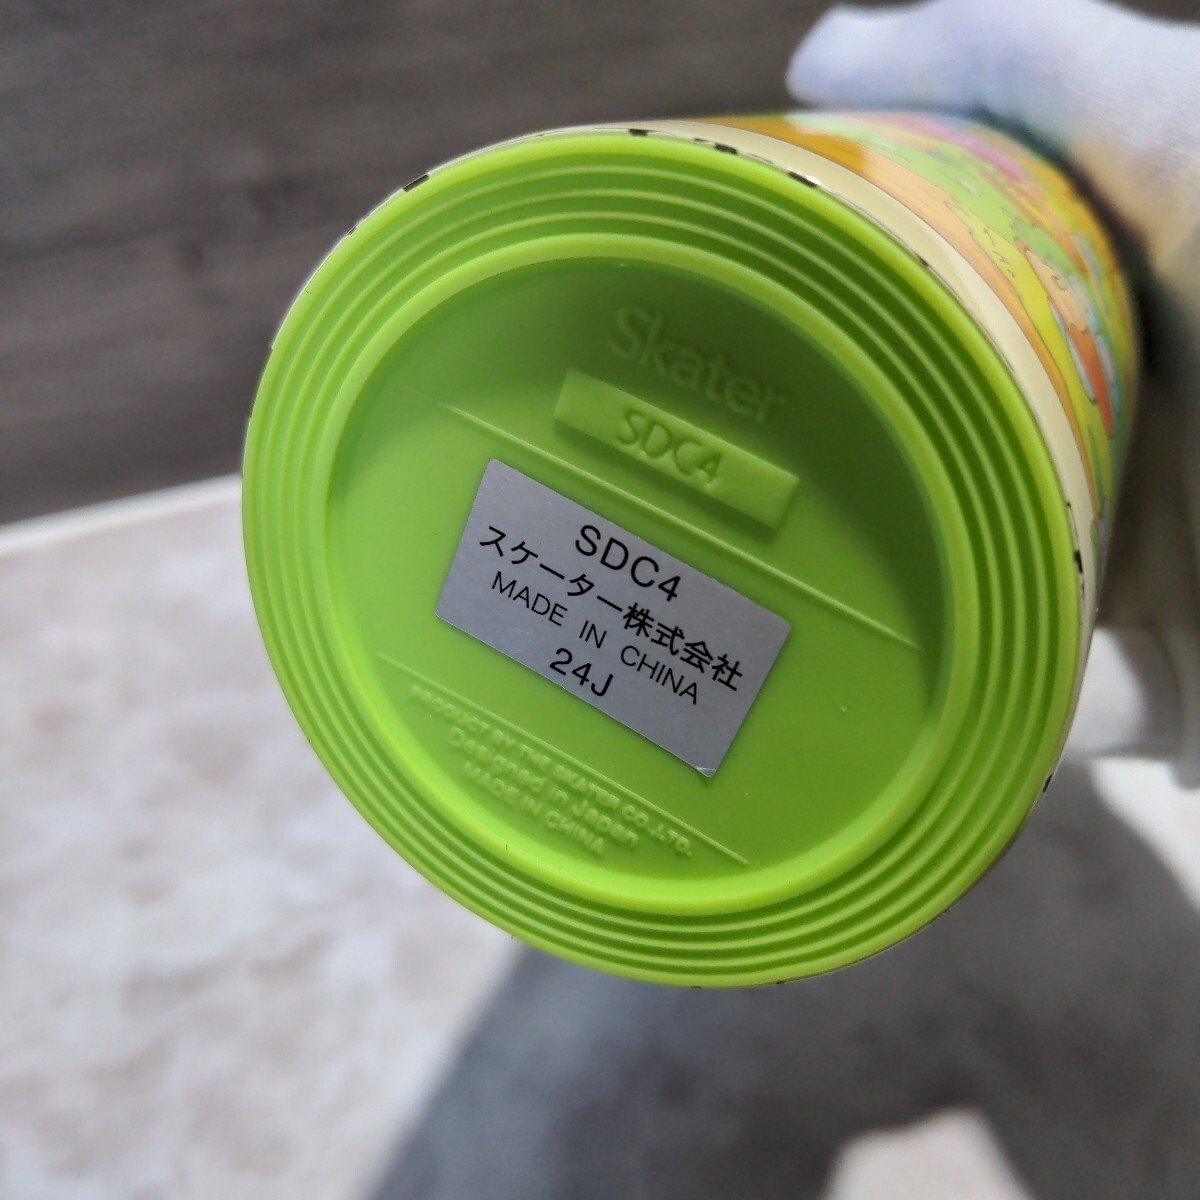 Skater
SDC4
SDC4
スケーター株式会社
MADE IN CHINA
24J
PRODUCT BY THE SKATER CO.,LTD.
Designed in Japan
MADE IN CHINA